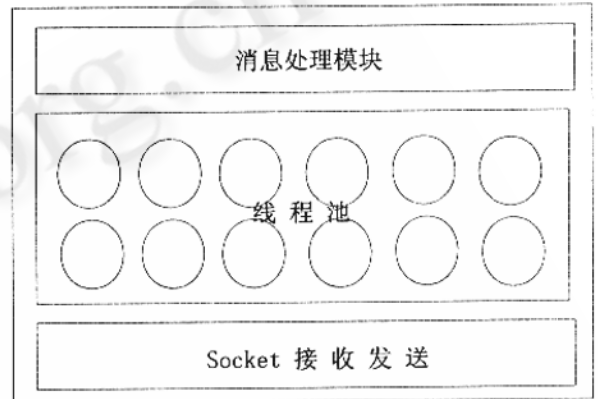 消息处理模块
线 程 池
Socket 接 收 发 送